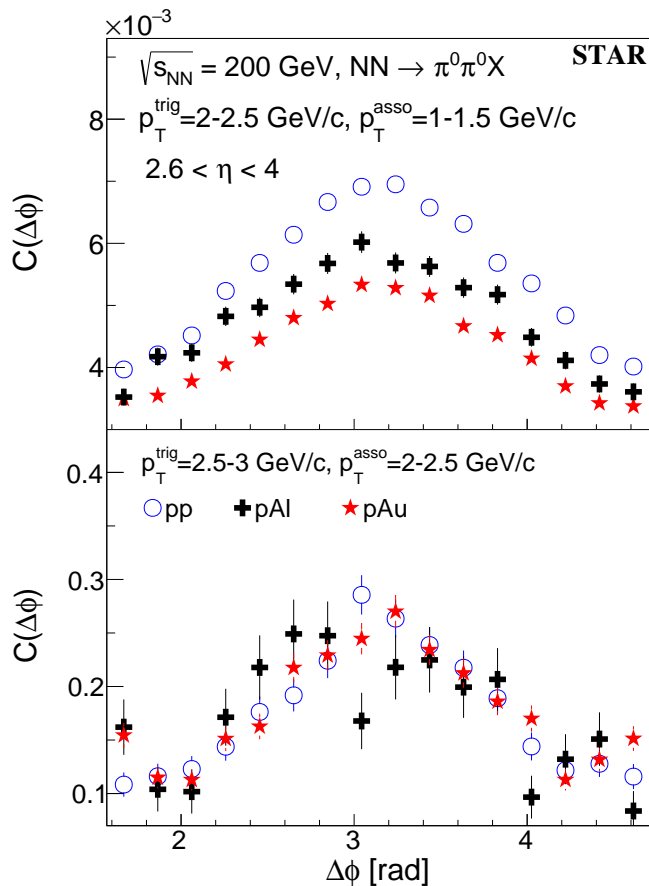 ×10⁻³
√s_NN = 200 GeV, NN → π⁰π⁰X
STAR
p_T^trig=2-2.5 GeV/c, p_T^asso=1-1.5 GeV/c
2.6 < η < 4
8
6
4
C(Δϕ)
p_T^trig=2.5-3 GeV/c, p_T^asso=2-2.5 GeV/c
pp pAl pAu
0.4
0.3
0.2
0.1
C(Δϕ)
2 3 4
Δϕ [rad]